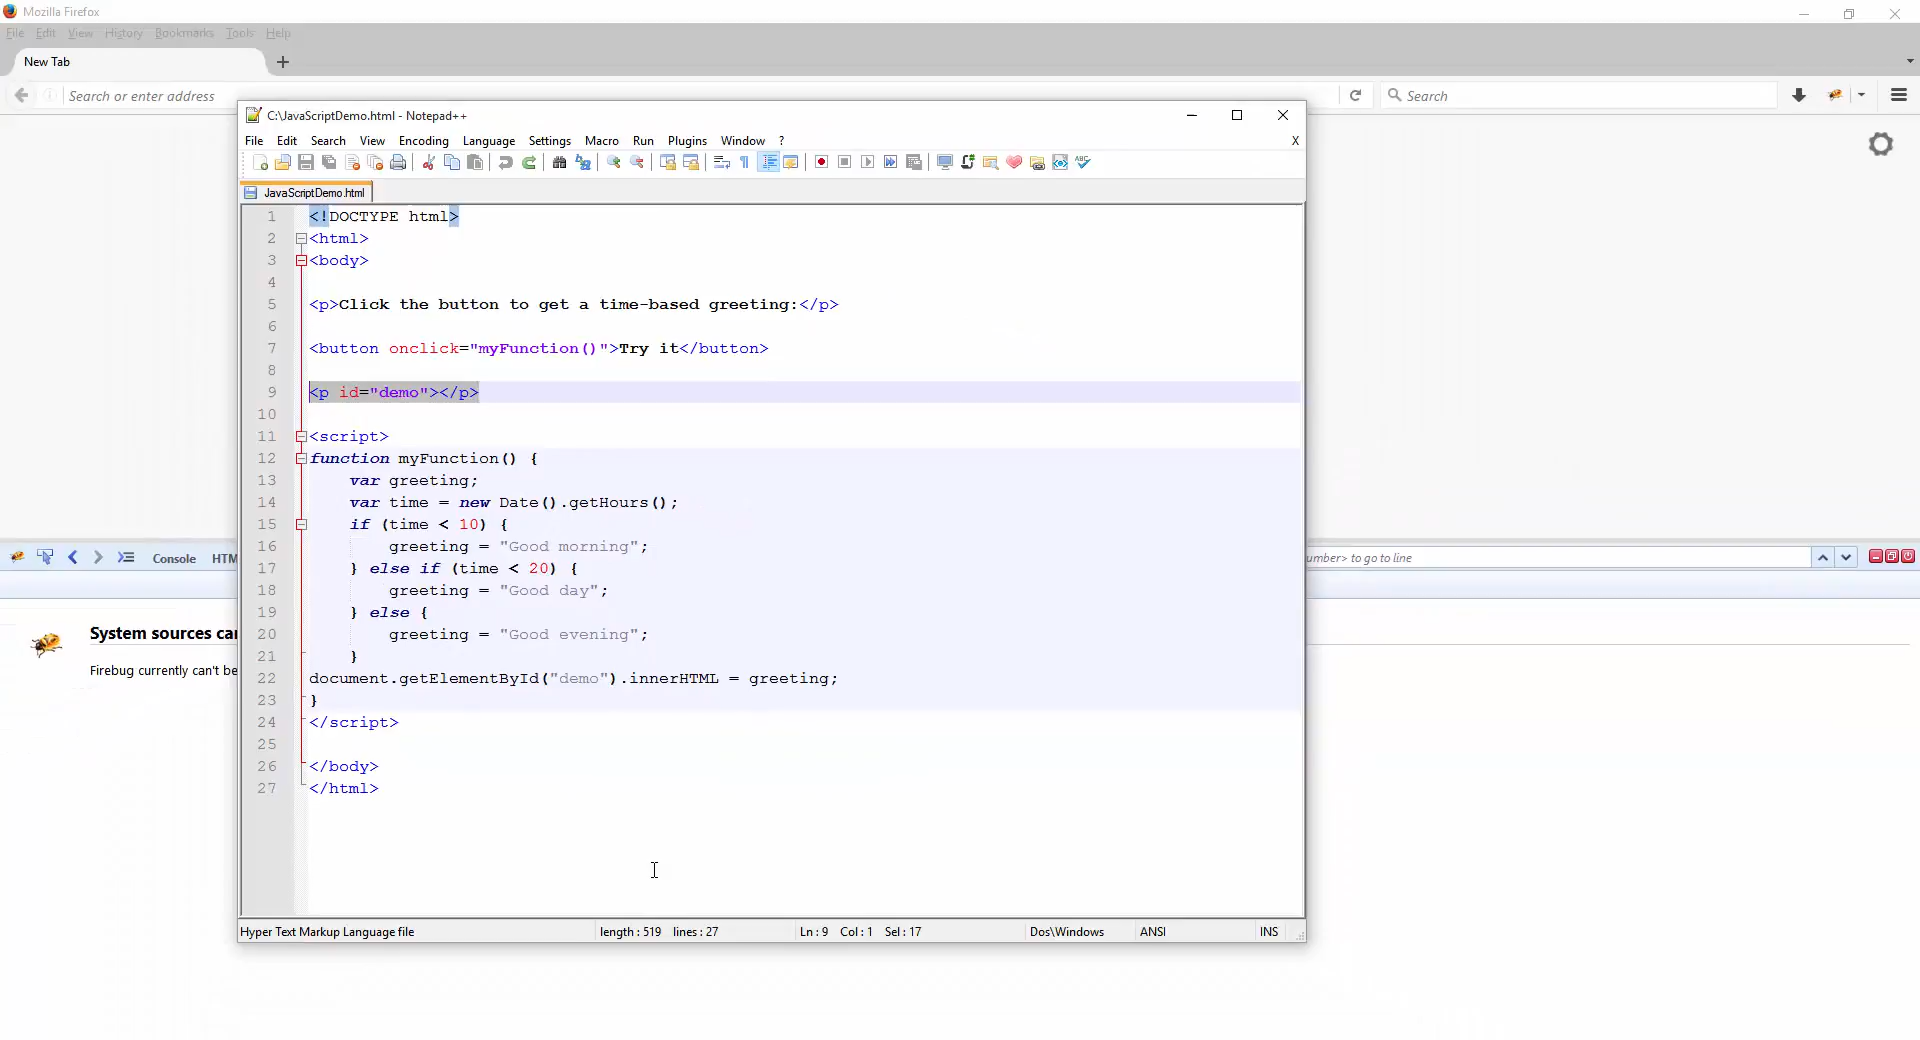 Mozilla Firefox
File Edit View History Bookmarks Tools Help
New Tab
Search or enter address
Search
C:\JavaScriptDemo.html - Notepad++
File Edit Search View Encoding Language Settings Macro Run Plugins Window ?
X
JavaScriptDemo.html
1 <!DOCTYPE html>
2 <html>
3 <body>
4
5 <p>Click the button to get a time-based greeting:</p>
6
7 <button onclick="myFunction()">Try it</button>
8
9 <p id="demo"></p>
10
11 <script>
12 function myFunction() {
13     var greeting;
14     var time = new Date().getHours();
15     if (time < 10) {
16         greeting = "Good morning";
17     } else if (time < 20) {
18         greeting = "Good day";
19     } else {
20         greeting = "Good evening";
21     }
22 document.getElementById("demo").innerHTML = greeting;
23 }
24 </script>
25
26 </body>
27 </html>
Console HTM
number> to go to line
System sources can
Firebug currently can't be
Hyper Text Markup Language file length : 519 lines : 27 Ln : 9 Col : 1 Sel : 17 Dos\Windows ANSI INS